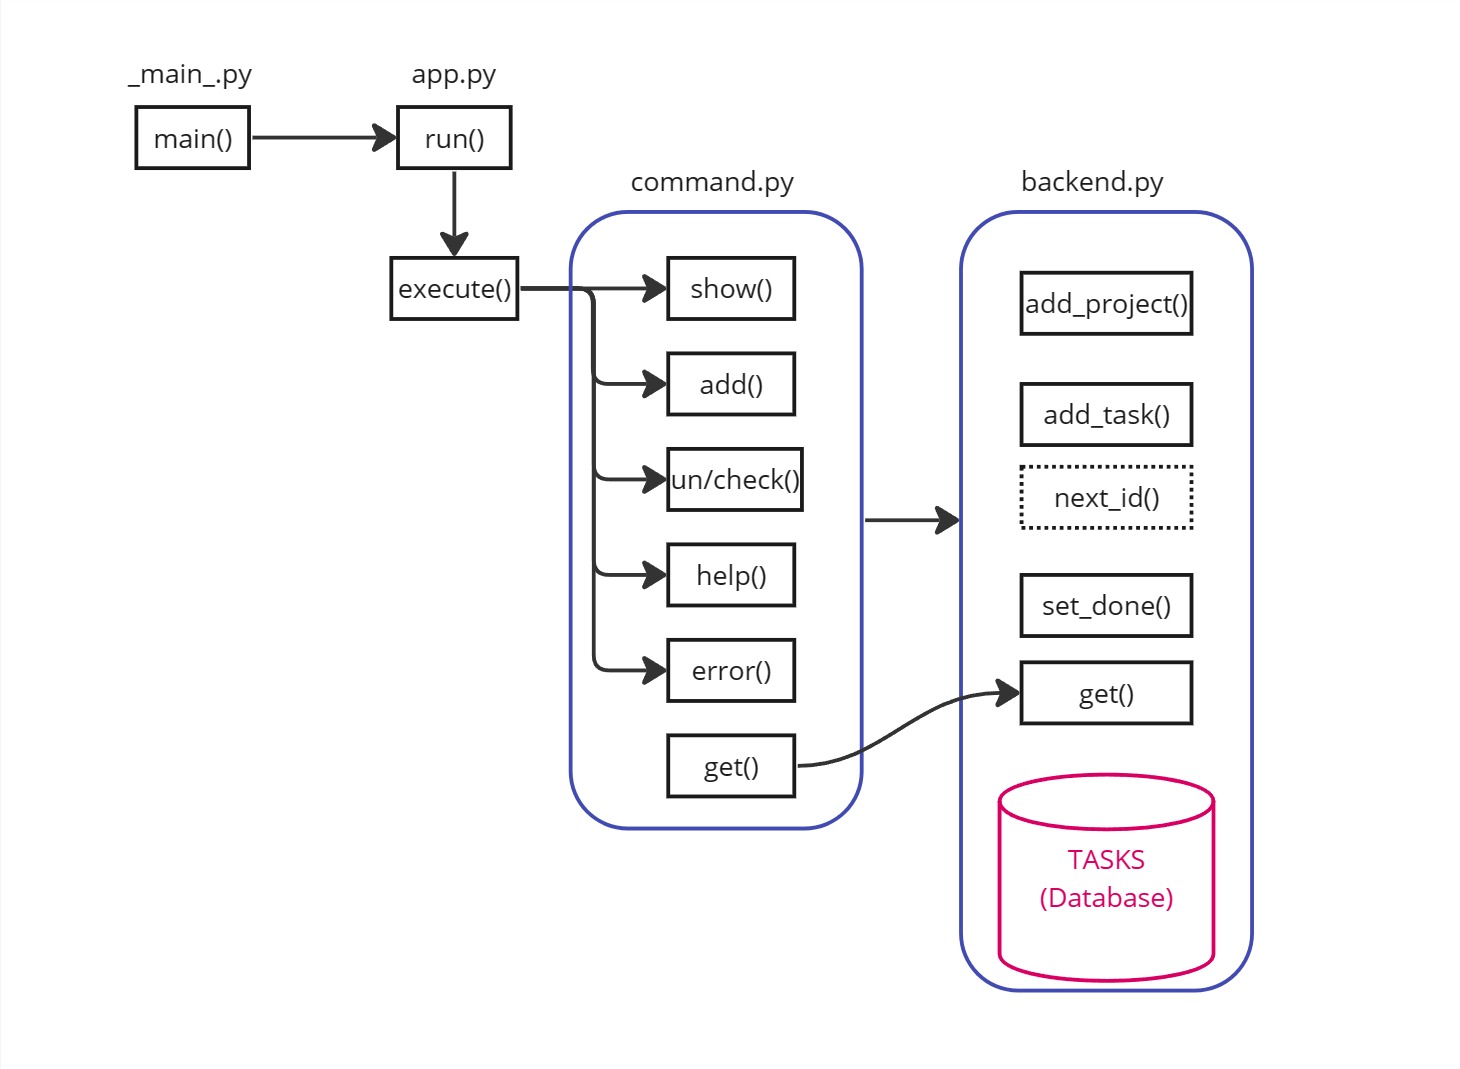 _main_.py
app.py
main()
run()
command.py
backend.py
execute()
show()
add()
un/check()
help()
error()
get()
add_project()
add_task()
next_id()
set_done()
get()
TASKS
(Database)